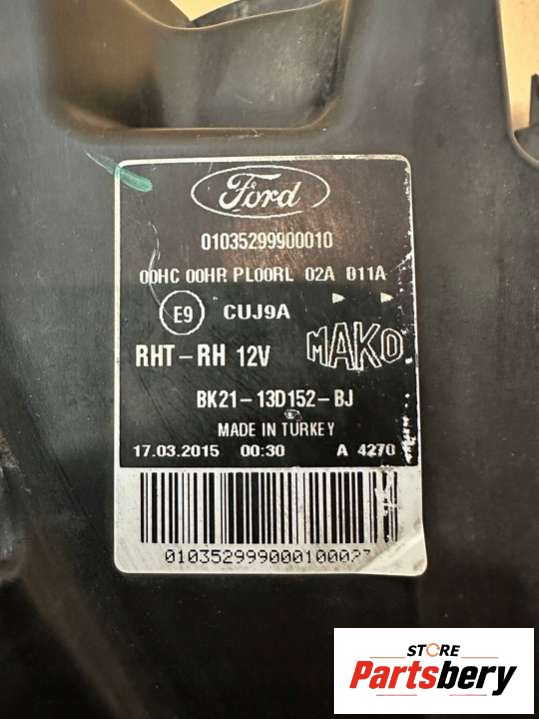 Ford
01035299900010
00HC 00HR PL00RL 02A 011A
E9 CUJ9A
RHT-RH 12V MAKO
BK21-13D152-BJ
MADE IN TURKEY
17.03.2015 00:30 A 4270
STORE
Partsbery